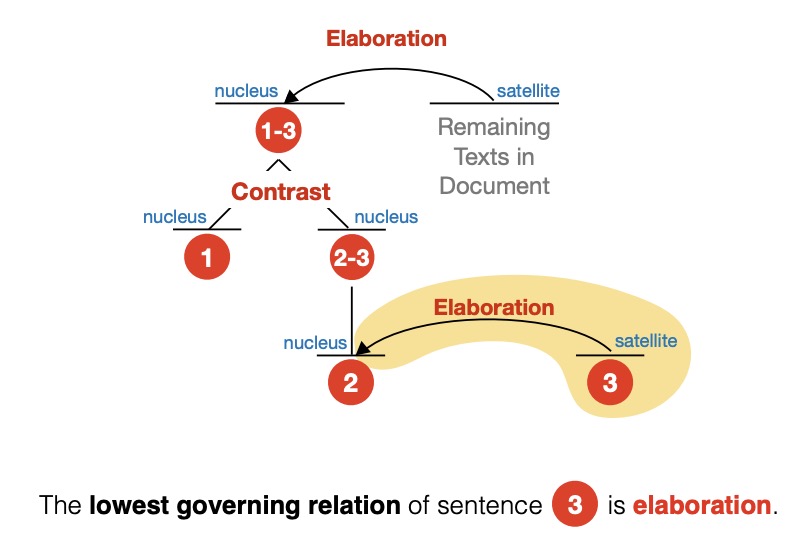 Elaboration
nucleus
satellite
1-3
Remaining
Texts in
Document
Contrast
nucleus
nucleus
1
2-3
Elaboration
nucleus
satellite
2
3
The lowest governing relation of sentence 3 is elaboration.